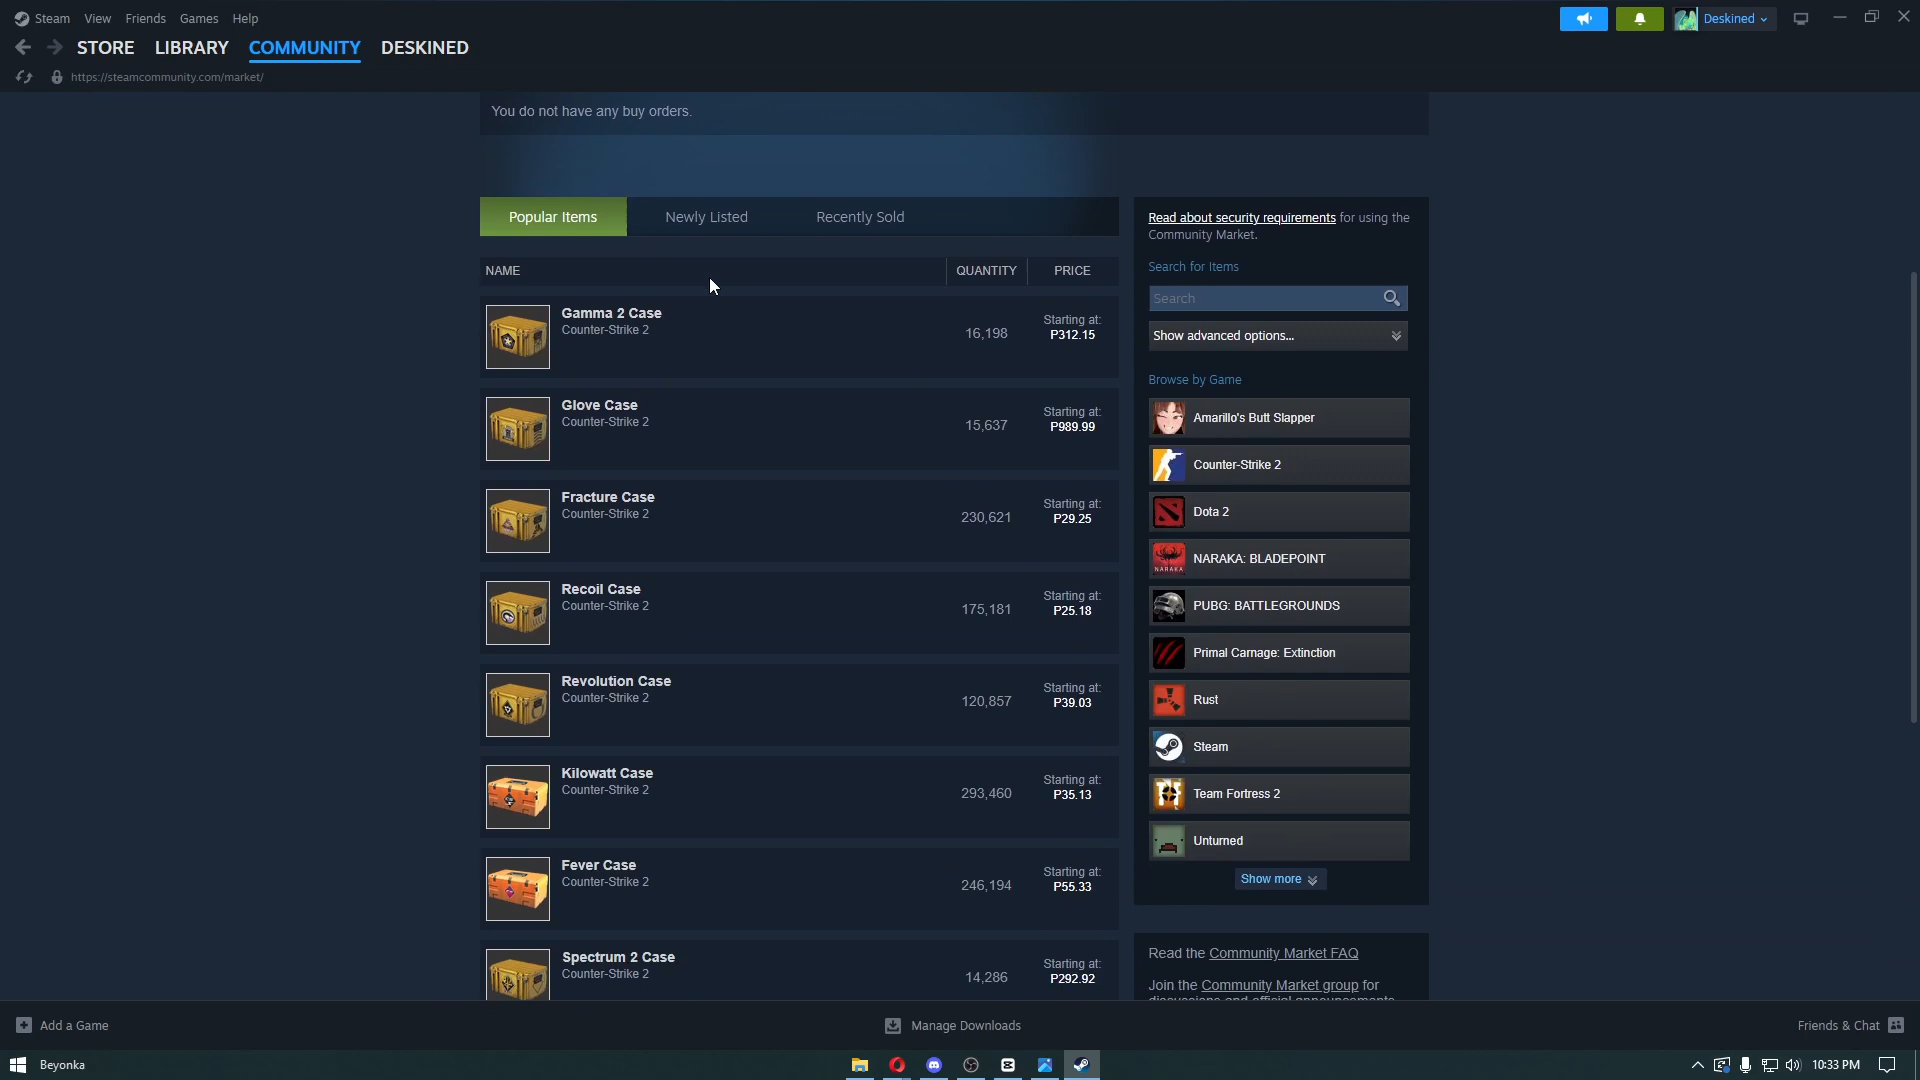 Steam View Friends Games Help
Deskined
STORE LIBRARY COMMUNITY DESKINED
https://steamcommunity.com/market/
You do not have any buy orders.
Popular Items Newly Listed Recently Sold
NAME QUANTITY PRICE
Gamma 2 Case
Counter-Strike 2
16,198
Starting at:
P312.15
Glove Case
Counter-Strike 2
15,637
Starting at:
P989.99
Fracture Case
Counter-Strike 2
230,621
Starting at:
P29.25
Recoil Case
Counter-Strike 2
175,181
Starting at:
P25.18
Revolution Case
Counter-Strike 2
120,857
Starting at:
P39.03
Kilowatt Case
Counter-Strike 2
293,460
Starting at:
P35.13
Fever Case
Counter-Strike 2
246,194
Starting at:
P55.33
Spectrum 2 Case
Counter-Strike 2
14,286
Starting at:
P292.92
Read about security requirements for using the
Community Market.
Search for Items
Search
Show advanced options...
Browse by Game
Amarillo's Butt Slapper
Counter-Strike 2
Dota 2
NARAKA
NARAKA: BLADEPOINT
PUBG: BATTLEGROUNDS
Primal Carnage: Extinction
Rust
Steam
Team Fortress 2
Unturned
Show more
Read the Community Market FAQ
Join the Community Market group for
discussions and official announcements
Add a Game
Manage Downloads
Friends & Chat
Beyonka
10:33 PM